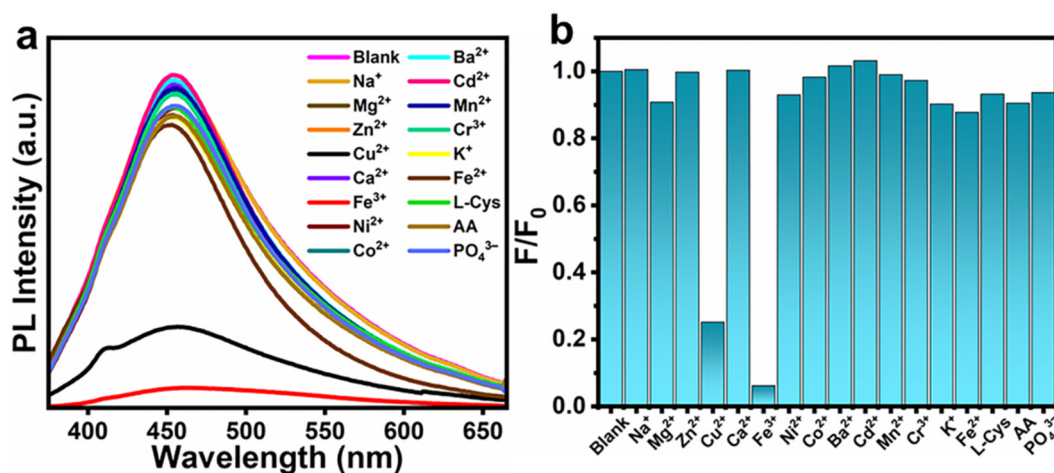 a
PL Intensity (a.u.)
Blank
Na⁺
Mg²⁺
Zn²⁺
Cu²⁺
Ca²⁺
Fe³⁺
Ni²⁺
Co²⁺
Ba²⁺
Cd²⁺
Mn²⁺
Cr³⁺
K⁺
Fe²⁺
L-Cys
AA
PO₄³⁻
400 450 500 550 600 650
Wavelength (nm)
b
F/F₀
1.0
0.8
0.6
0.4
0.2
0.0
Blank Na⁺ Mg²⁺ Zn²⁺ Cu²⁺ Ca²⁺ Fe³⁺ Ni²⁺ Co²⁺ Ba²⁺ Cd²⁺ Mn²⁺ Cr³⁺ K⁺ Fe²⁺ L-Cys AA PO₄³⁻